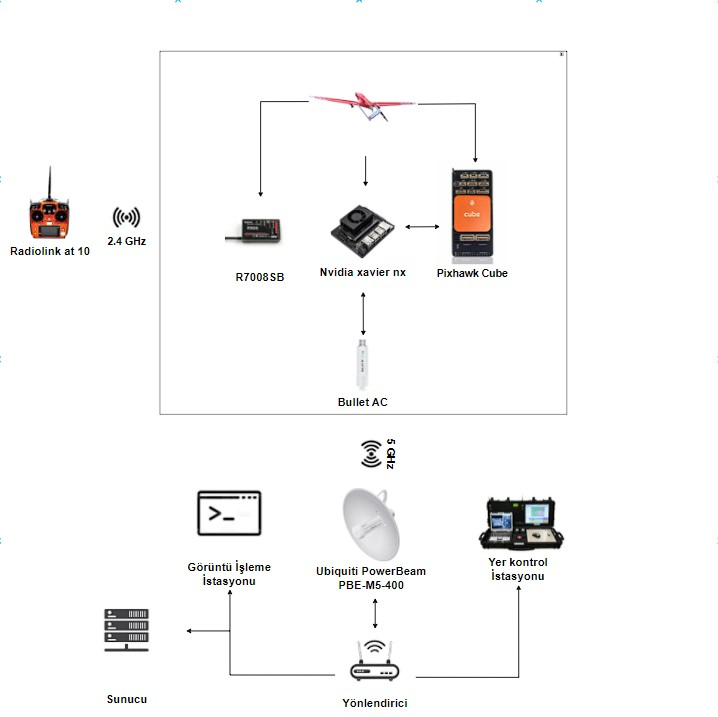 cube
Radiolink at 10
2.4 GHz
R7008SB
Nvidia xavier nx
Pixhawk Cube
Bullet AC
5 GHz
>_
Görüntü İşleme
İstasyonu
Ubiquiti PowerBeam
PBE-M5-400
Yer kontrol
İstasyonu
Sunucu
Yönlendirici